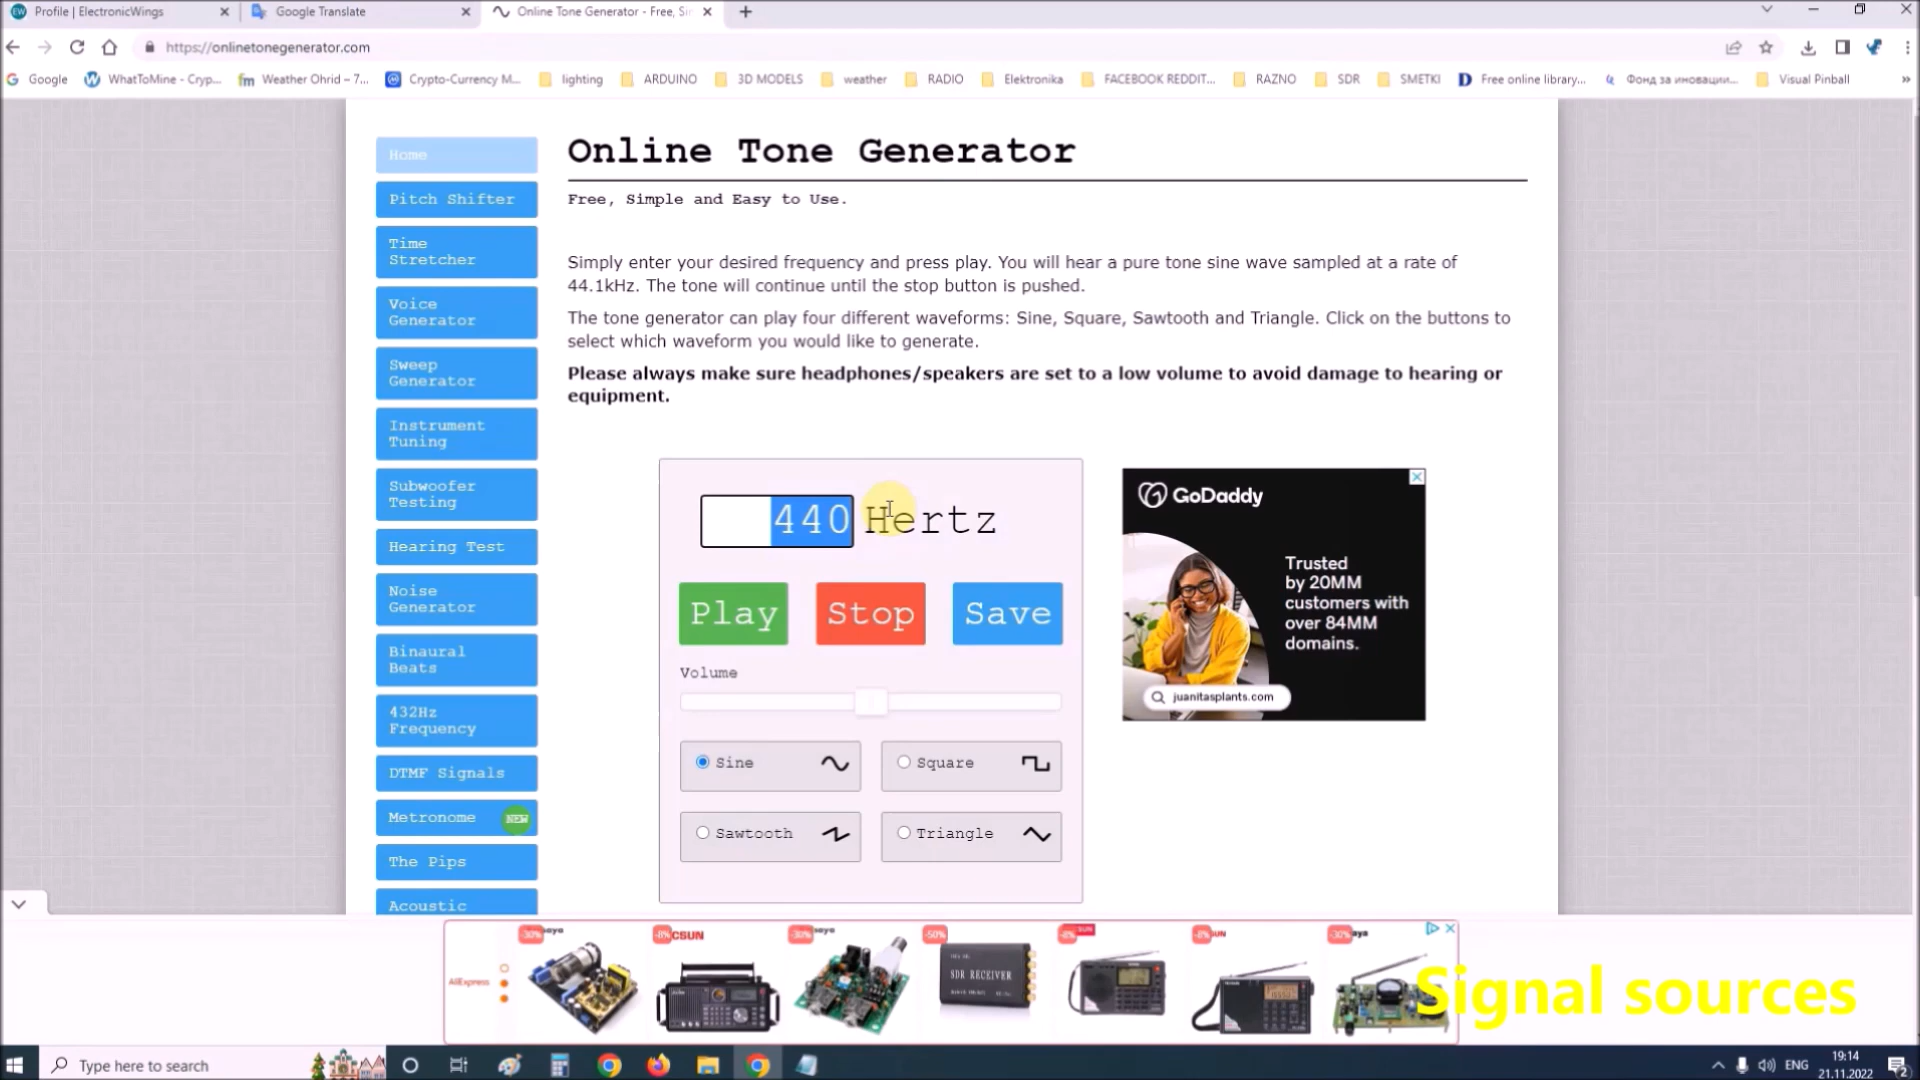 Profile | ElectronicWings
Google Translate
Online Tone Generator - Free, Si
https://onlinetonegenerator.com
Google
WhatToMine - Cryp...
Weather Ohrid – 7...
Crypto-Currency M...
lighting
ARDUINO
3D MODELS
weather
RADIO
Elektronika
FACEBOOK REDDIT...
RAZNO
SDR
SMETKI
Free online library...
Фонд за иновации...
Visual Pinball
Home
Pitch Shifter
Time
Stretcher
Voice
Generator
Sweep
Generator
Instrument
Tuning
Subwoofer
Testing
Hearing Test
Noise
Generator
Binaural
Beats
432Hz
Frequency
DTMF Signals
Metronome NEW
The Pips
Acoustic
Online Tone Generator
Free, Simple and Easy to Use.
Simply enter your desired frequency and press play. You will hear a pure tone sine wave sampled at a rate of
44.1kHz. The tone will continue until the stop button is pushed.
The tone generator can play four different waveforms: Sine, Square, Sawtooth and Triangle. Click on the buttons to
select which waveform you would like to generate.
Please always make sure headphones/speakers are set to a low volume to avoid damage to hearing or
equipment.
440 Hertz
Play Stop Save
Volume
Sine Square
Sawtooth Triangle
GoDaddy
Trusted
by 20MM
customers with
over 84MM
domains.
juanitasplants.com
AliExpress
-30%
-8%
-30%
-50%
-8%
-8%
-30%
SDR RECEIVER
Signal sources
Type here to search
ENG
19:14
21.11.2022